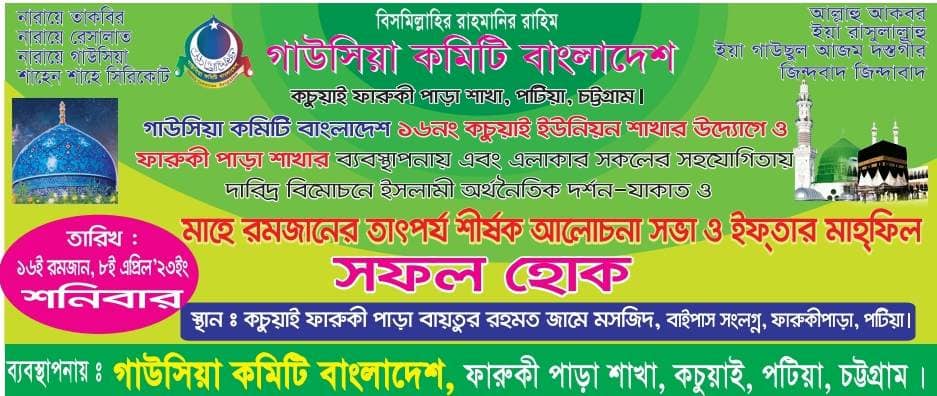 নারায়ে তাকবির
নারায়ে রেসালাত
নারায়ে গাউসিয়া
শাহেন শাহে সিরিকোট
বিসমিল্লাহির রাহমানির রাহিম
গাউসিয়া কমিটি বাংলাদেশ
কচুয়াই ফারুকী পাড়া শাখা, পটিয়া, চট্টগ্রাম।
আল্লাহু আকবর
ইয়া রাসুলাল্লাহু
ইয়া গাউছুল আজম দস্তগীর
জিন্দবাদ জিন্দাবাদ
গাউসিয়া কমিটি বাংলাদেশ ১৬নং কচুয়াই ইউনিয়ন শাখার উদ্যোগে ও
ফারুকী পাড়া শাখার ব্যবস্থাপনায় এবং এলাকার সকলের সহযোগিতায়
দারিদ্র বিমোচনে ইসলামী অর্থনৈতিক দর্শন-যাকাত ও
মাহে রমজানের তাৎপর্য শীর্ষক আলোচনা সভা ও ইফ্তার মাহ্ফিল
সফল হোক
তারিখ :
১৬ই রমজান, ৮ই এপ্রিল'২৩ইং
শনিবার
স্থান ঃ কচুয়াই ফারুকী পাড়া বায়তুর রহমত জামে মসজিদ, বাইপাস সংলগ্ন, ফারুকীপাড়া, পটিয়া।
ব্যবস্থাপনায় ঃ গাউসিয়া কমিটি বাংলাদেশ, ফারুকী পাড়া শাখা, কচুয়াই, পটিয়া, চট্টগ্রাম ।